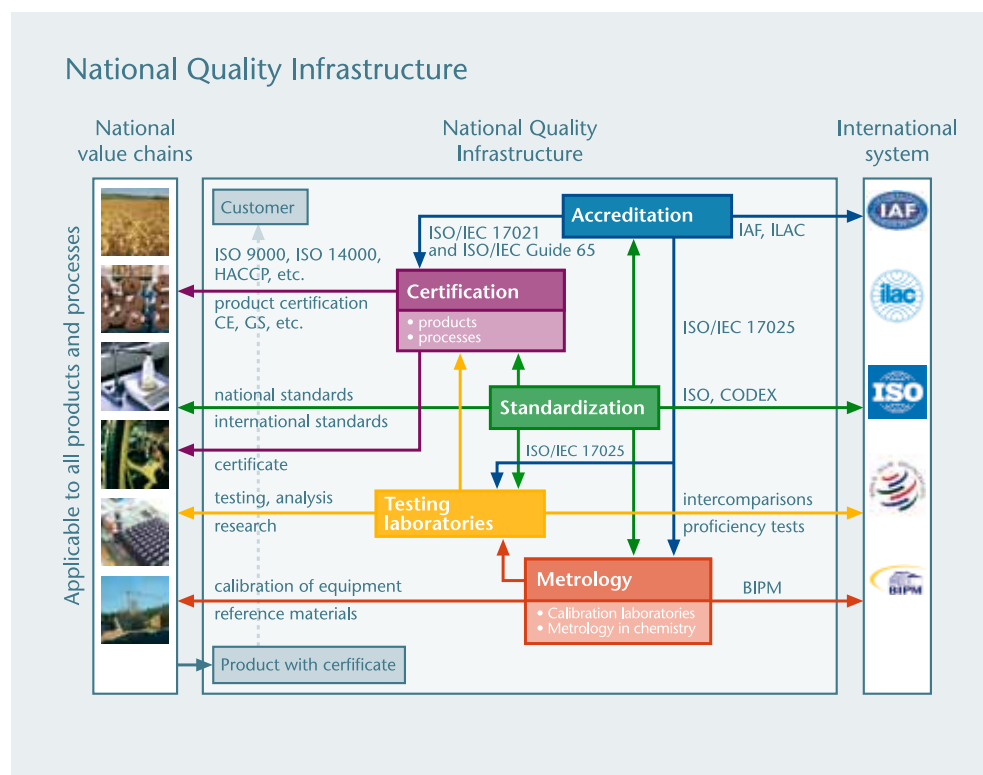 National Quality Infrastructure
National
value chains
National Quality
Infrastructure
International
system
Applicable to all products and processes
Customer
Accreditation
IAF, ILAC
IAF
ISO/IEC 17021
and ISO/IEC Guide 65
ISO 9000, ISO 14000,
HACCP, etc.
product certification
CE, GS, etc.
Certification
• products
• processes
ilac
ISO/IEC 17025
national standards
international standards
Standardization
ISO, CODEX
ISO
ISO/IEC 17025
certificate
testing, analysis
research
Testing
laboratories
intercomparisons
proficiency tests
calibration of equipment
reference materials
Metrology
• Calibration laboratories
• Metrology in chemistry
BIPM
BIPM
Product with cerfificate